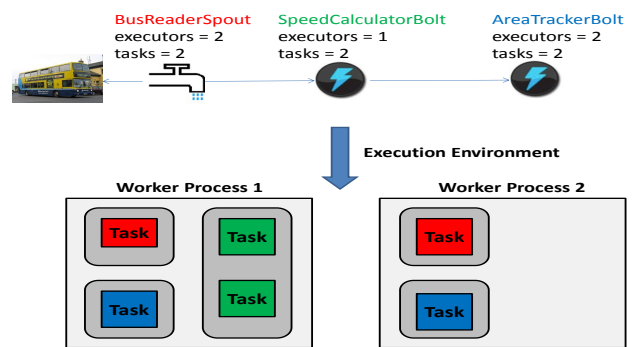 BusReaderSpout
executors = 2
tasks = 2
SpeedCalculatorBolt
executors = 1
tasks = 2
AreaTrackerBolt
executors = 2
tasks = 2
Execution Environment
Worker Process 1
Task
Task
Task
Task
Worker Process 2
Task
Task